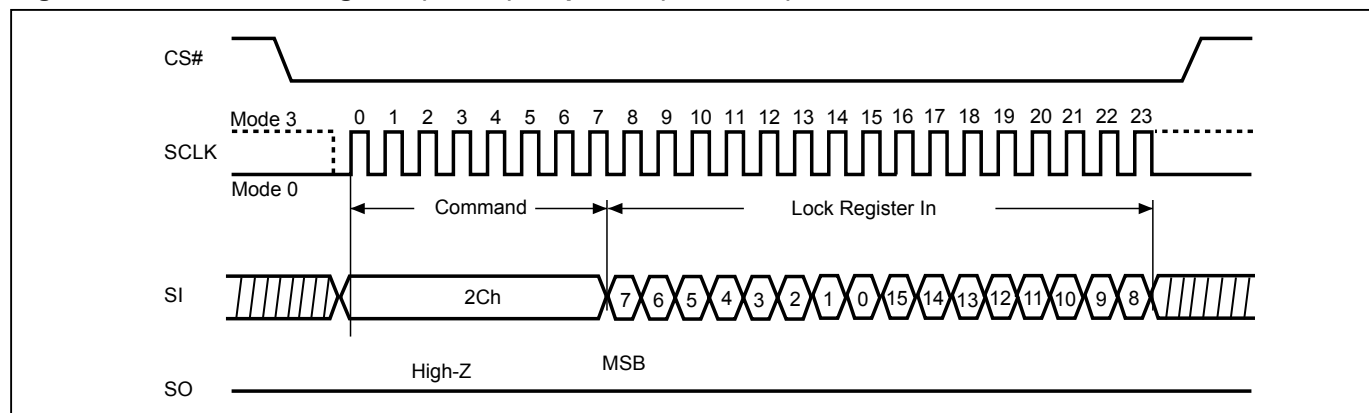 CS#
Mode 3 0 1 2 3 4 5 6 7 8 9 10 11 12 13 14 15 16 17 18 19 20 21 22 23
SCLK
Mode 0
Command Lock Register In
SI 2Ch 7 6 5 4 3 2 1 0 15 14 13 12 11 10 9 8
High-Z MSB
SO